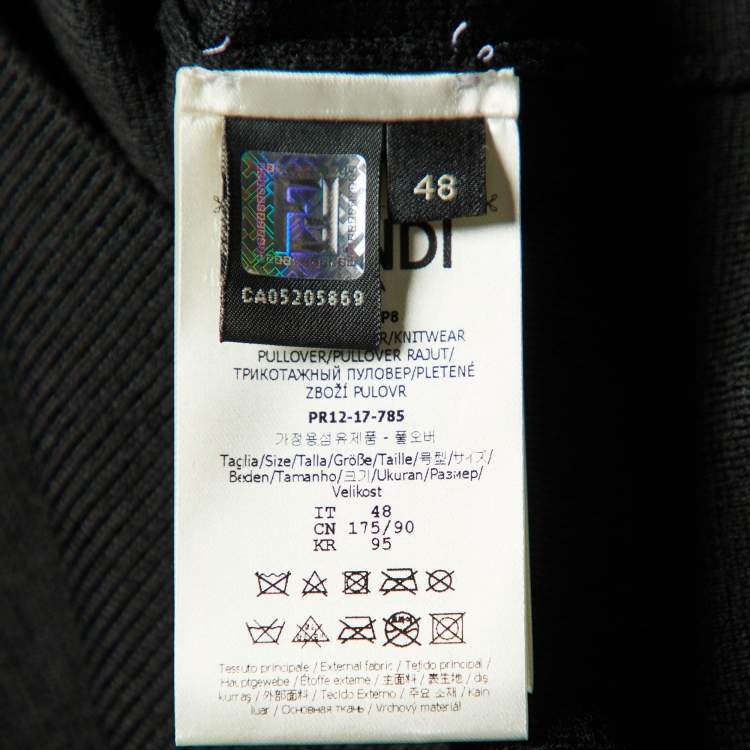 48
CA05205869
NDI
A
P8
R/KNITWEAR
PULLOVER/PULLOVER RAJUT/
ТРИКОТАЖНЫЙ ПУЛОВЕР/PLETENÉ
ZBOŽÍ PULOVR
PR12-17-785
가정용섬유제품 - 풀오버
Taglia/Size/Talla/Größe/Taille/号型/サイズ/
Beden/Tamanho/크기/Ukuran/Размер/
Velikost
IT 48
CN 175/90
KR 95
Tessuto principale / External fabric / Tejido principal /
Hauptgewebe / Étoffe externe / 主面料 / 表生地 / dış
kumaş / 外部面料 / Tecido Externo / 주요 소재 / Kain
luar / Основная ткань / Vrchový materiál